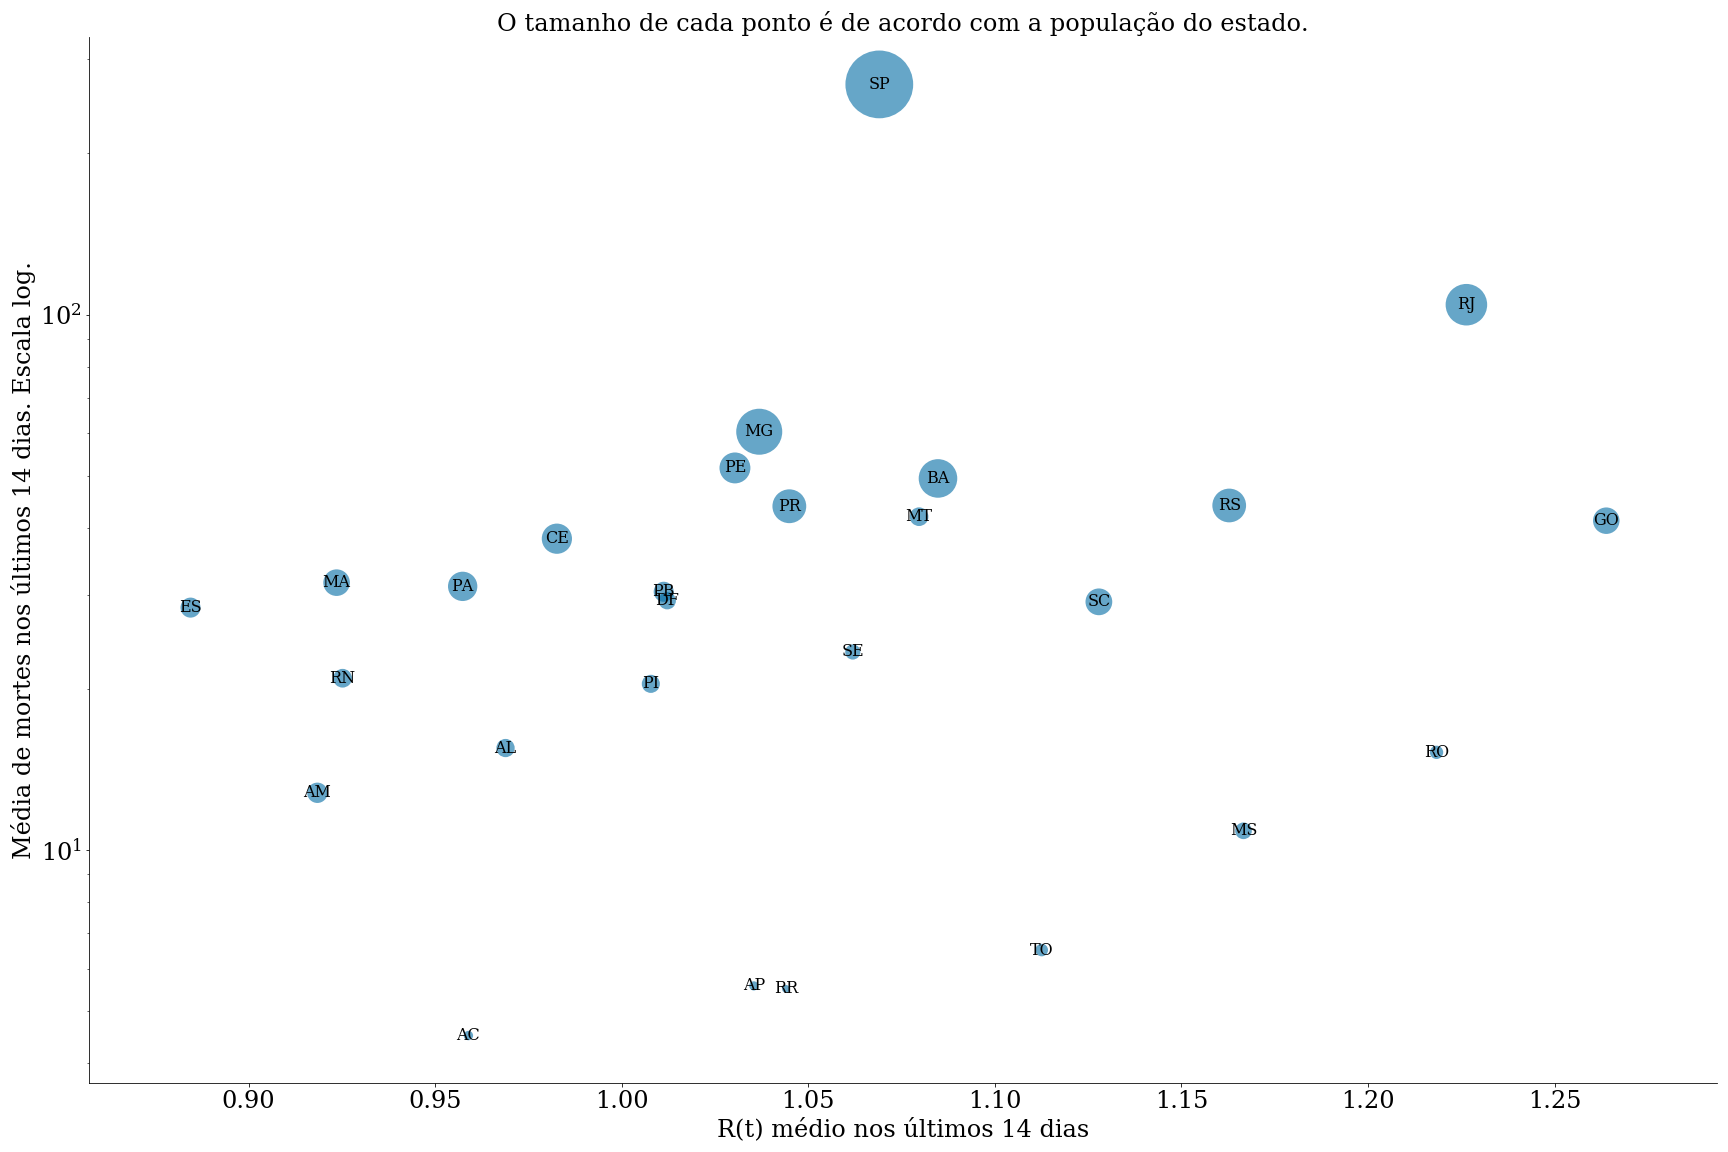 O tamanho de cada ponto é de acordo com a população do estado.
Média de mortes nos últimos 14 dias. Escala log.
10²
10¹
SP
RJ
MG
PE
BA
PR
MT
RS
GO
CE
MA
PA
PB
DF
ES
SC
SE
RN
PI
AL
RO
AM
MS
TO
AP
RR
AC
0.90 0.95 1.00 1.05 1.10 1.15 1.20 1.25
R(t) médio nos últimos 14 dias